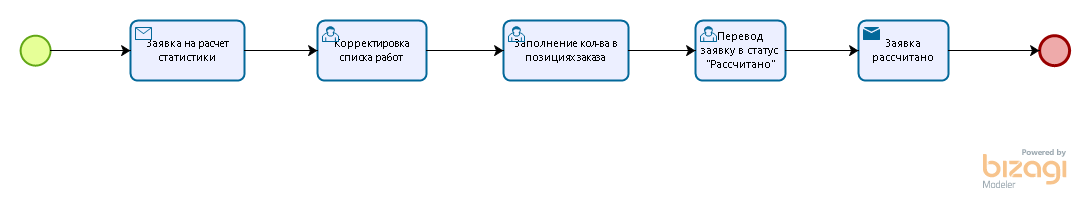 Заявка на расчет
статистики
Корректировка
списка работ
Заполнение кол-ва в
позициях заказа
Перевод
заявку в статус
"Рассчитано"
Заявка
рассчитано
Powered by
bizagi
Modeler